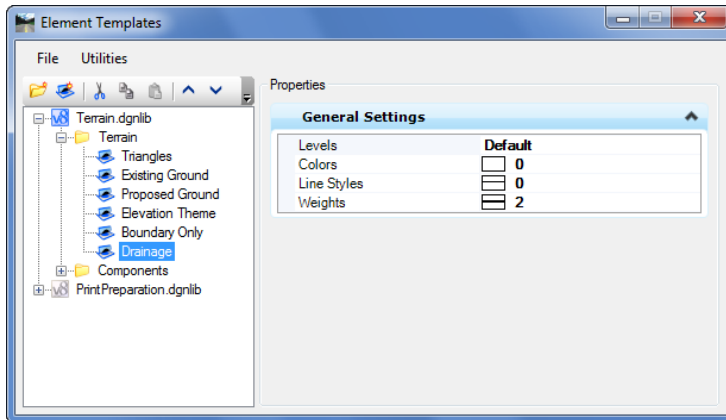 Element Templates
File Utilities
Properties
General Settings
Levels Default
Colors 0
Line Styles 0
Weights 2
Terrain.dgnlib
Terrain
Triangles
Existing Ground
Proposed Ground
Elevation Theme
Boundary Only
Drainage
Components
PrintPreparation.dgnlib